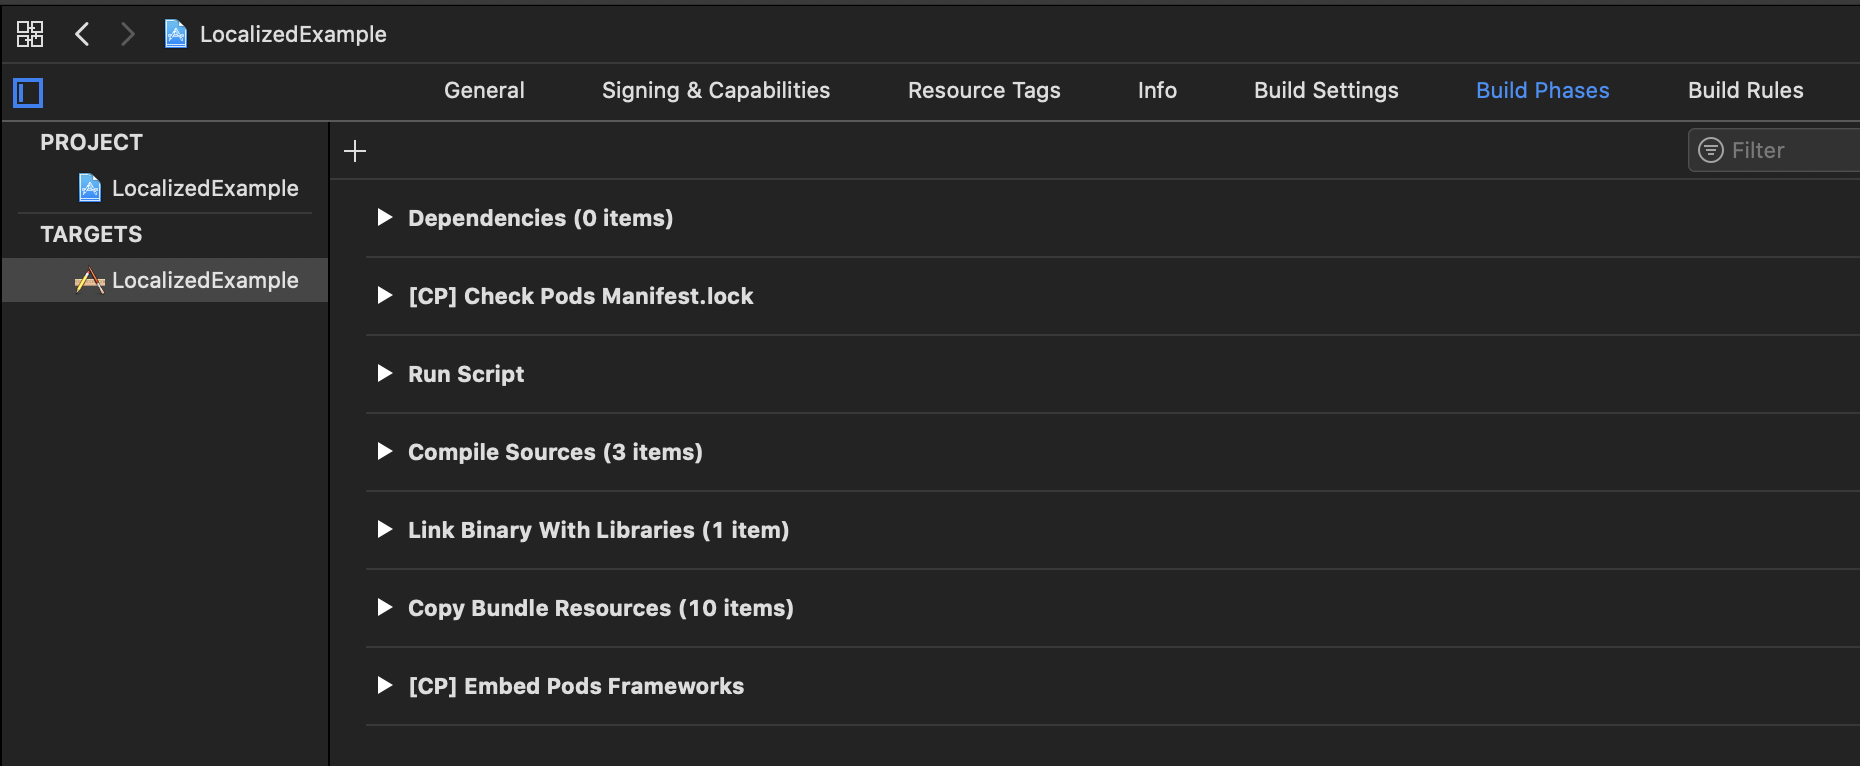 LocalizedExample
General Signing & Capabilities Resource Tags Info Build Settings Build Phases Build Rules
PROJECT
LocalizedExample
TARGETS
LocalizedExample
Filter
Dependencies (0 items)
[CP] Check Pods Manifest.lock
Run Script
Compile Sources (3 items)
Link Binary With Libraries (1 item)
Copy Bundle Resources (10 items)
[CP] Embed Pods Frameworks